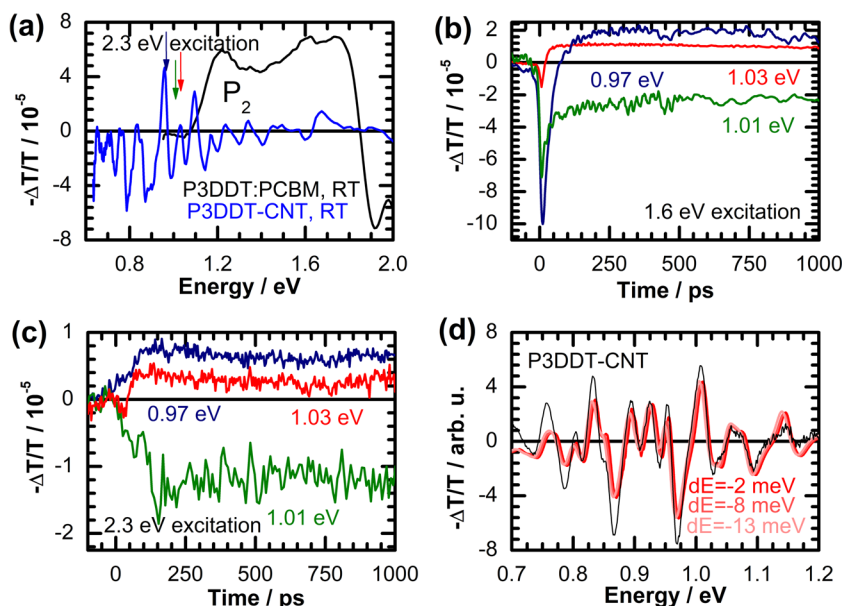 (a)
2.3 eV excitation
P2
P3DDT:PCBM, RT
P3DDT-CNT, RT
-ΔT/T / 10-5
8
4
0
-4
-8
0.8 1.2 1.6 2.0
Energy / eV
(b)
0.97 eV
1.03 eV
1.01 eV
1.6 eV excitation
-ΔT/T / 10-5
2
0
-2
-4
-6
-8
-10
0 250 500 750 1000
Time / ps
(c)
0.97 eV
1.03 eV
2.3 eV excitation
1.01 eV
-ΔT/T / 10-5
1
0
-1
-2
0 250 500 750 1000
Time / ps
(d)
P3DDT-CNT
dE=-2 meV
dE=-8 meV
dE=-13 meV
-ΔT/T / arb. u.
8
4
0
-4
-8
0.7 0.8 0.9 1.0 1.1 1.2
Energy / eV